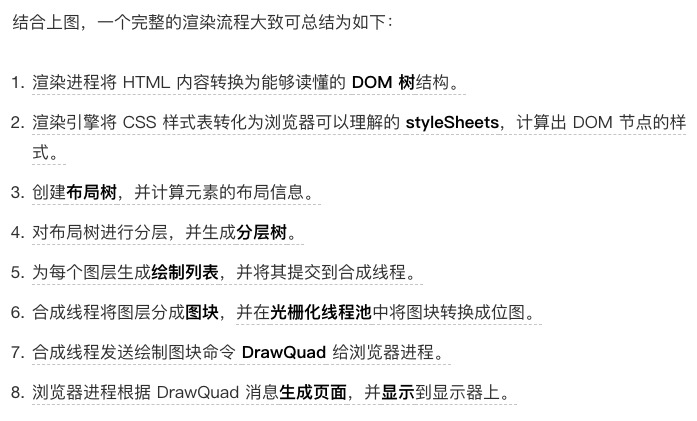 结合上图，一个完整的渲染流程大致可总结为如下：
1. 渲染进程将 HTML 内容转换为能够读懂的 DOM 树结构。
2. 渲染引擎将 CSS 样式表转化为浏览器可以理解的 styleSheets，计算出 DOM 节点的样
式。
3. 创建布局树，并计算元素的布局信息。
4. 对布局树进行分层，并生成分层树。
5. 为每个图层生成绘制列表，并将其提交到合成线程。
6. 合成线程将图层分成图块，并在光栅化线程池中将图块转换成位图。
7. 合成线程发送绘制图块命令 DrawQuad 给浏览器进程。
8. 浏览器进程根据 DrawQuad 消息生成页面，并显示到显示器上。